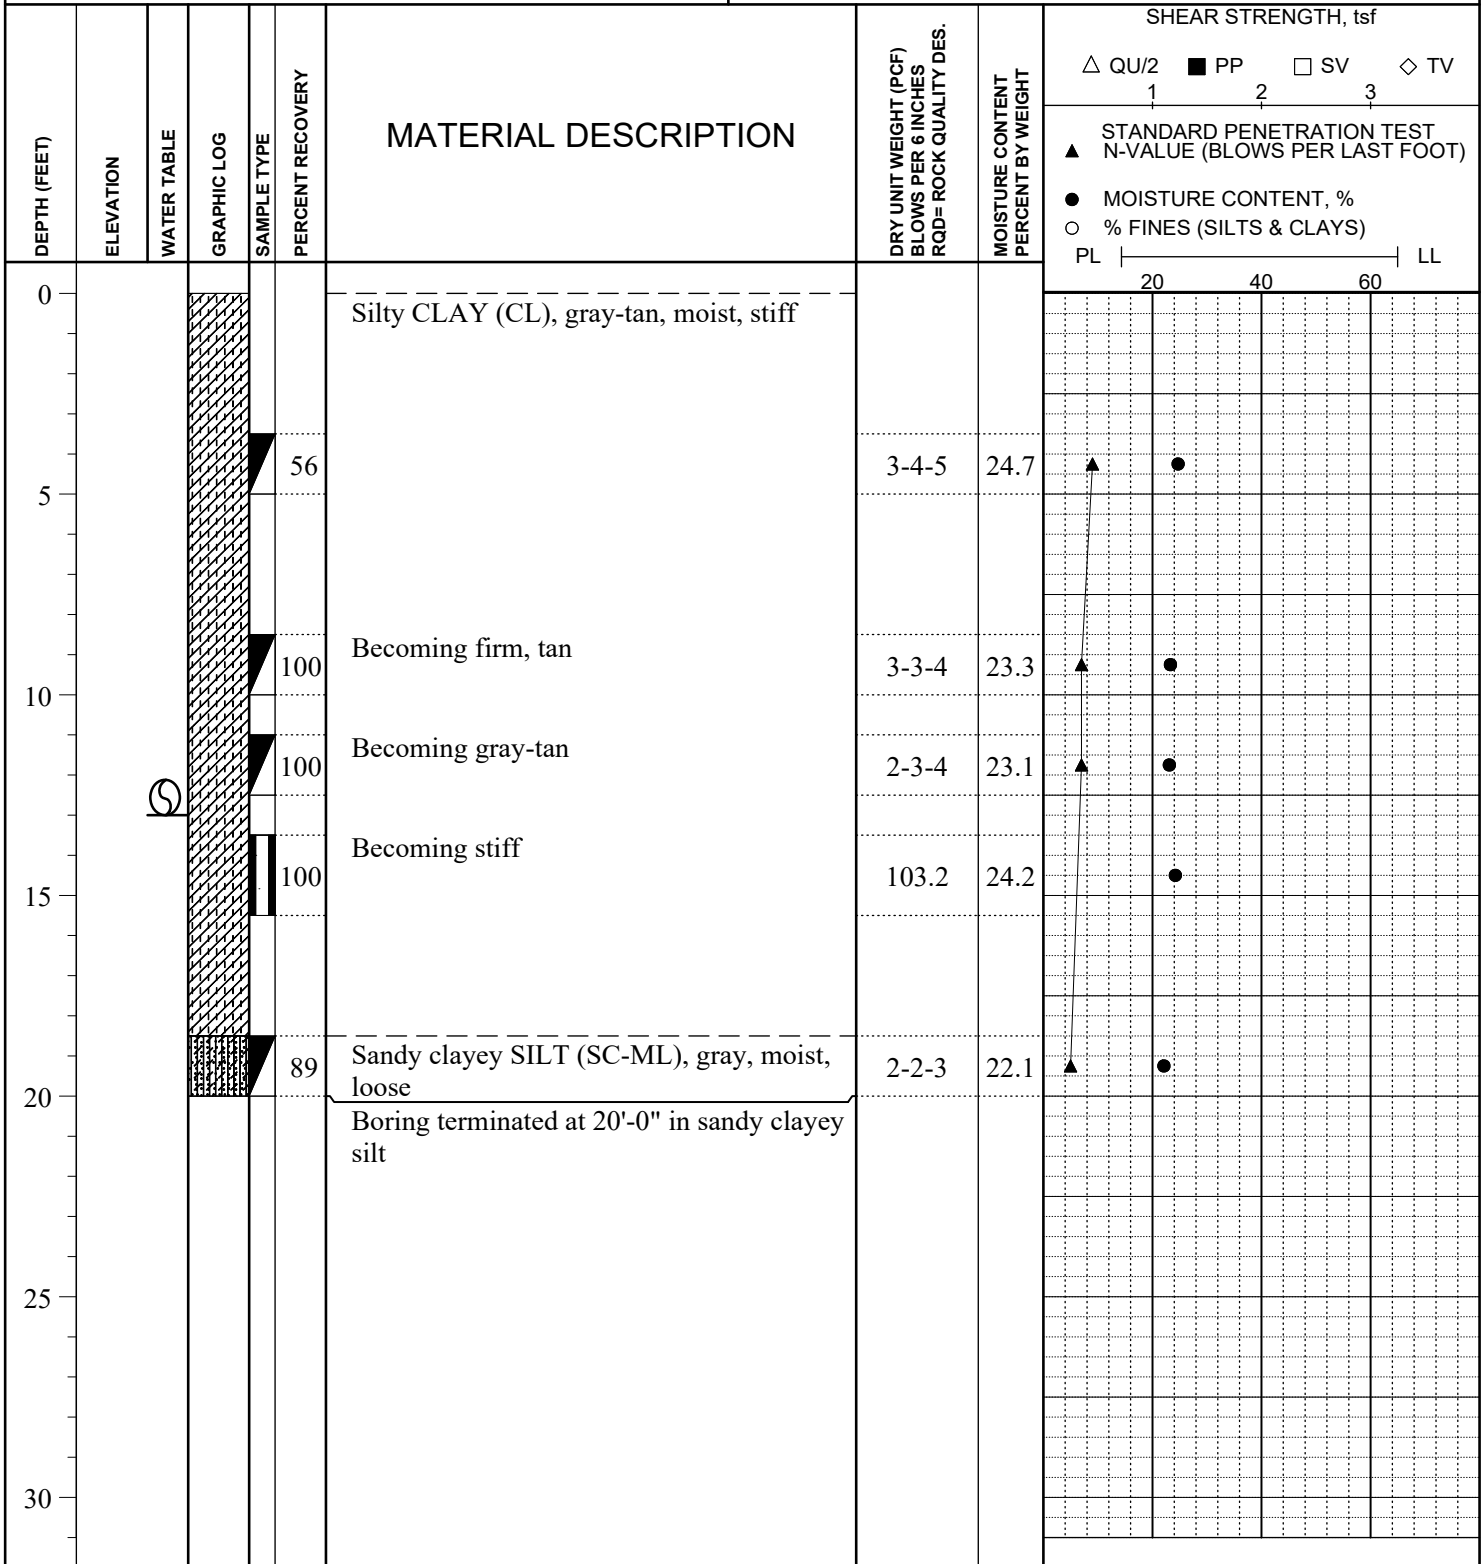 DEPTH (FEET)
ELEVATION
WATER TABLE
GRAPHIC LOG
SAMPLE TYPE
PERCENT RECOVERY
MATERIAL DESCRIPTION
DRY UNIT WEIGHT (PCF)
BLOWS PER 6 INCHES
RQD= ROCK QUALITY DES.
MOISTURE CONTENT
PERCENT BY WEIGHT
SHEAR STRENGTH, tsf
QU/2 PP SV TV
1 2 3
STANDARD PENETRATION TEST
N-VALUE (BLOWS PER LAST FOOT)
MOISTURE CONTENT, %
% FINES (SILTS & CLAYS)
PL LL
20 40 60
0
Silty CLAY (CL), gray-tan, moist, stiff
56 3-4-5 24.7
5
Becoming firm, tan
100 3-3-4 23.3
10
Becoming gray-tan
100 2-3-4 23.1
Becoming stiff
100 103.2 24.2
15
Sandy clayey SILT (SC-ML), gray, moist,
89 2-2-3 22.1
loose
20
Boring terminated at 20'-0" in sandy clayey
silt
25
30